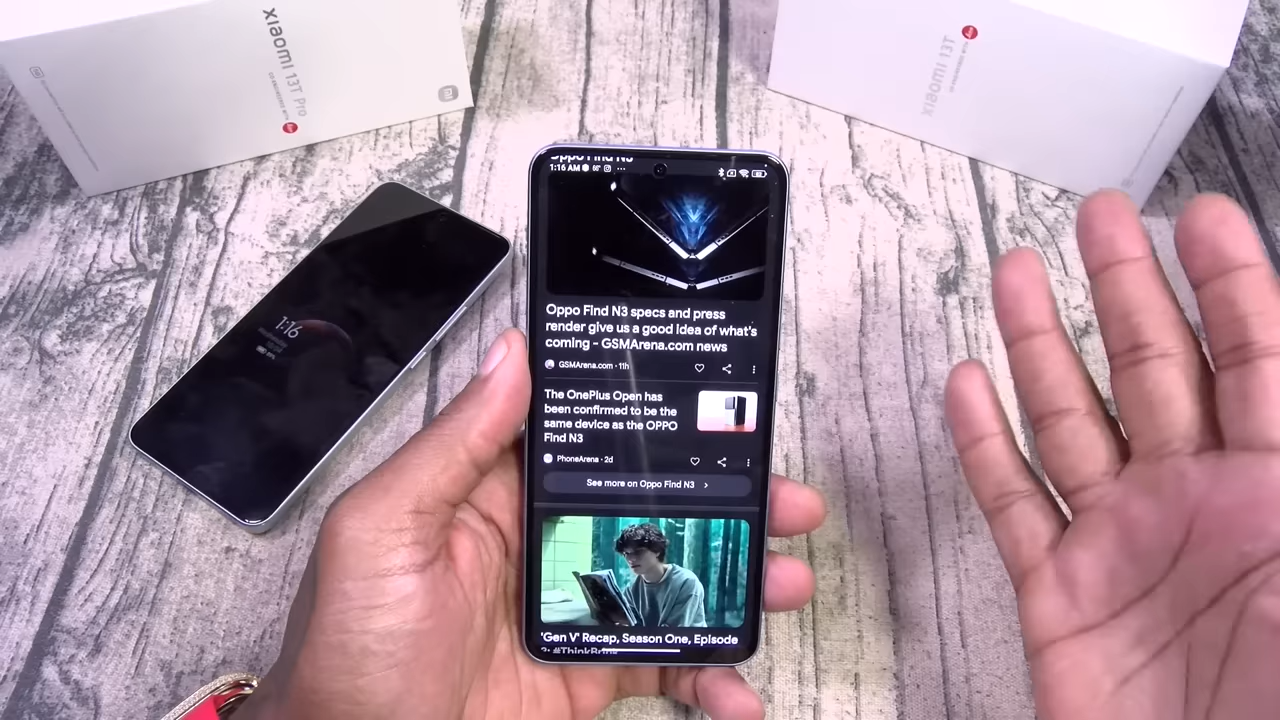 XIAOMI 13T Pro
XIAOMI 13T
1:16
Oppo Find N3
1:16 AM
Oppo Find N3 specs and press
render give us a good idea of what's
coming - GSMArena.com news
GSMArena.com · 11h
The OnePlus Open has
been confirmed to be the
same device as the OPPO
Find N3
PhoneArena · 2d
See more on Oppo Find N3 >
'Gen V' Recap, Season One, Episode